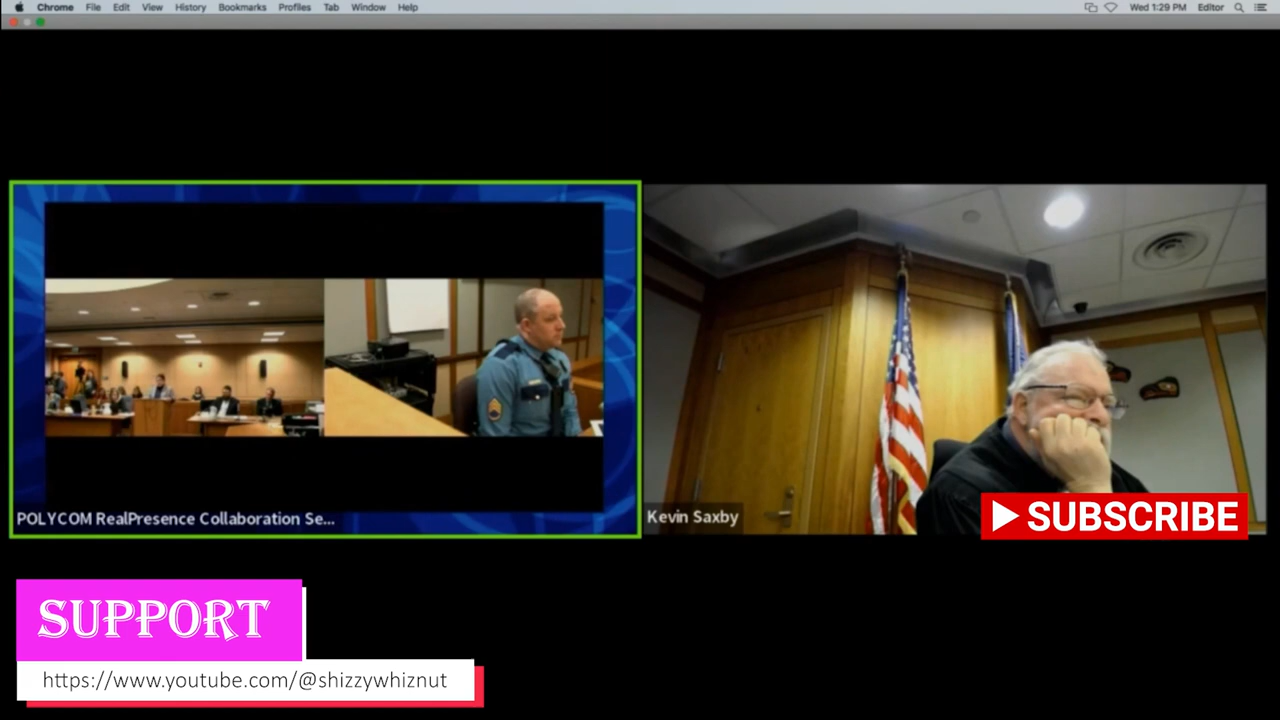 Chrome File Edit View History Bookmarks Profiles Tab Window Help Wed 1:29 PM Editor
POLYCOM RealPresence Collaboration Se...
Kevin Saxby
SUBSCRIBE
SUPPORT
https://www.youtube.com/@shizzywhiznut